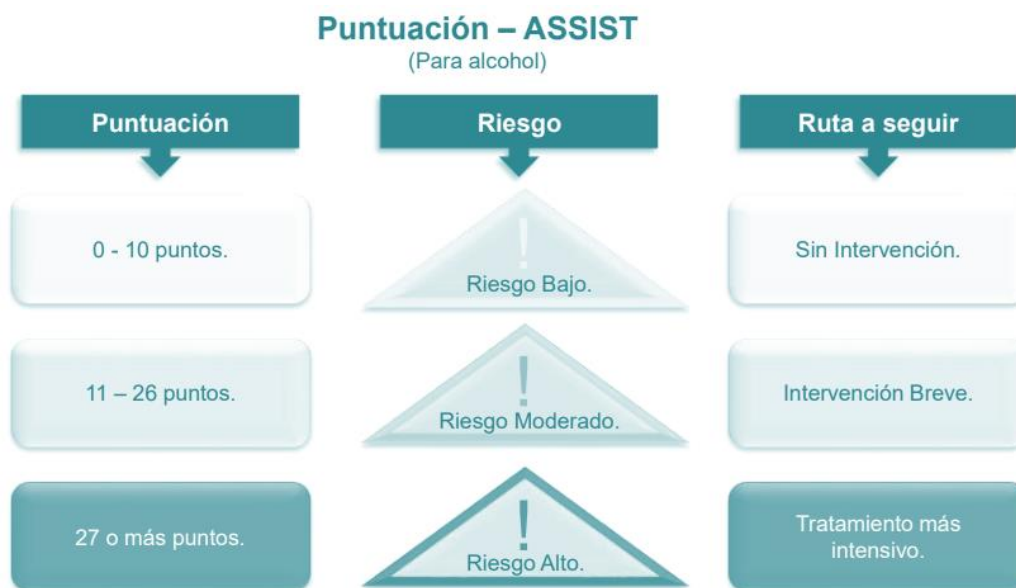 Puntuación – ASSIST
(Para alcohol)
Puntuación
Riesgo
Ruta a seguir
0 - 10 puntos.
!
Riesgo Bajo.
Sin Intervención.
11 – 26 puntos.
!
Riesgo Moderado.
Intervención Breve.
27 o más puntos.
!
Riesgo Alto.
Tratamiento más
intensivo.